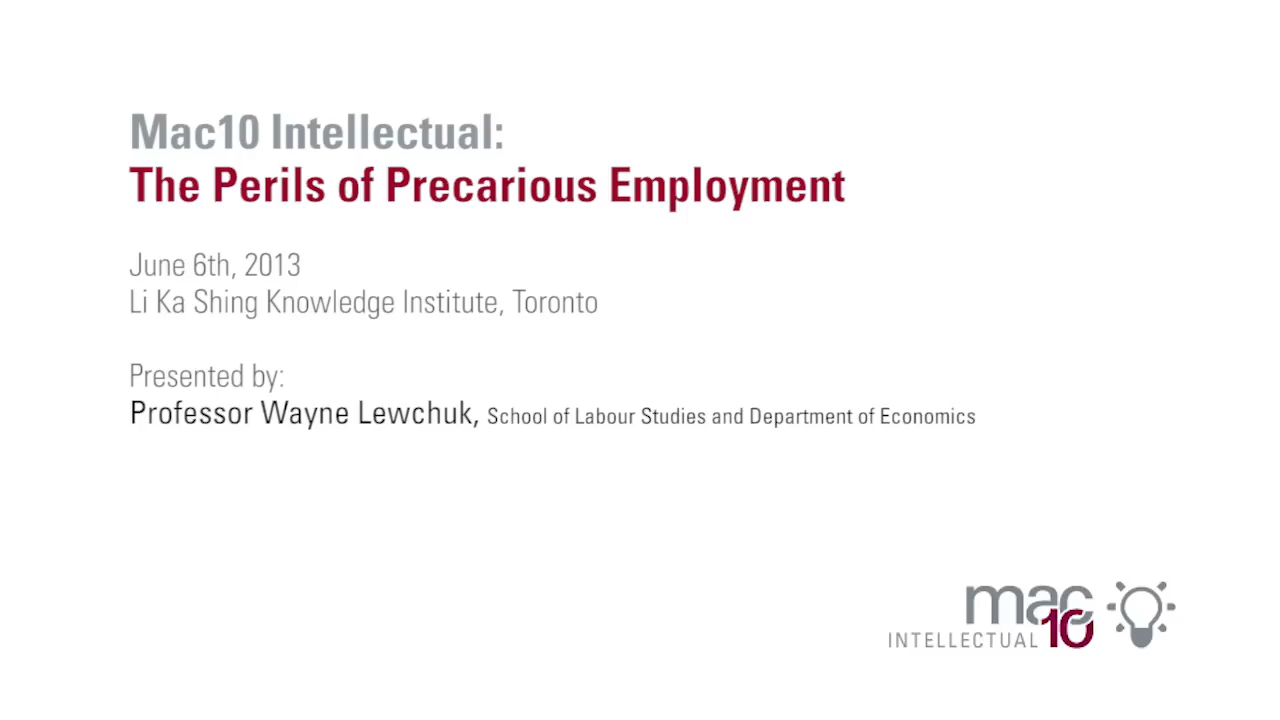 Mac10 Intellectual:
The Perils of Precarious Employment
June 6th, 2013
Li Ka Shing Knowledge Institute, Toronto
Presented by:
Professor Wayne Lewchuk, School of Labour Studies and Department of Economics
mac
INTELLECTUAL 10